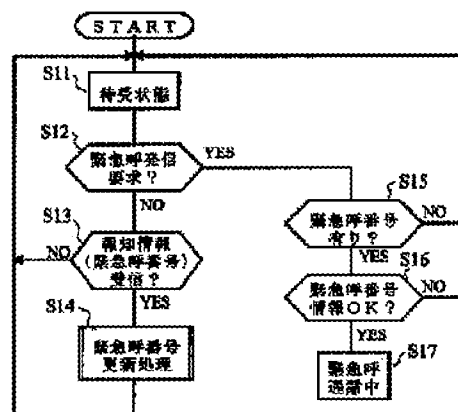 START
S11
待受状態
S12
緊急呼発信
要求？
YES
NO
S13
報知情報
(緊急呼番号)
受信？
NO
YES
S14
緊急呼番号
更新処理
S15
緊急呼番号
有り？
NO
YES
S16
緊急呼番号
情報OK？
NO
YES
S17
緊急呼
通話中